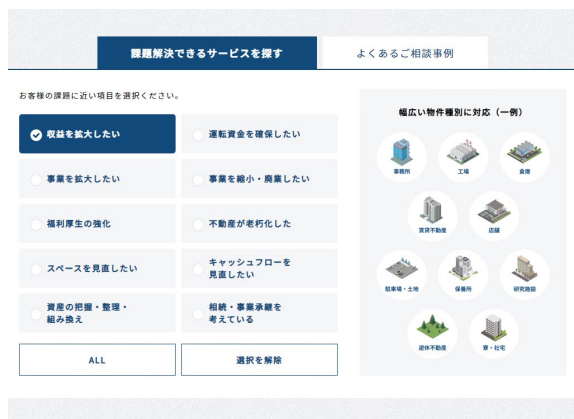 課題解決できるサービスを探す
よくあるご相談事例
お客様の課題に近い項目を選択ください。
収益を拡大したい
運転資金を確保したい
事業を拡大したい
事業を縮小・廃業したい
福利厚生の強化
不動産が老朽化した
スペースを見直したい
キャッシュフローを
見直したい
資産の把握・整理・
組み換え
相続・事業承継を
考えている
ALL
選択を解除
幅広い物件種別に対応（一例）
事務所
工場
倉庫
賃貸不動産
店舗
駐車場・土地
保養所
研究施設
遊休不動産
寮・社宅